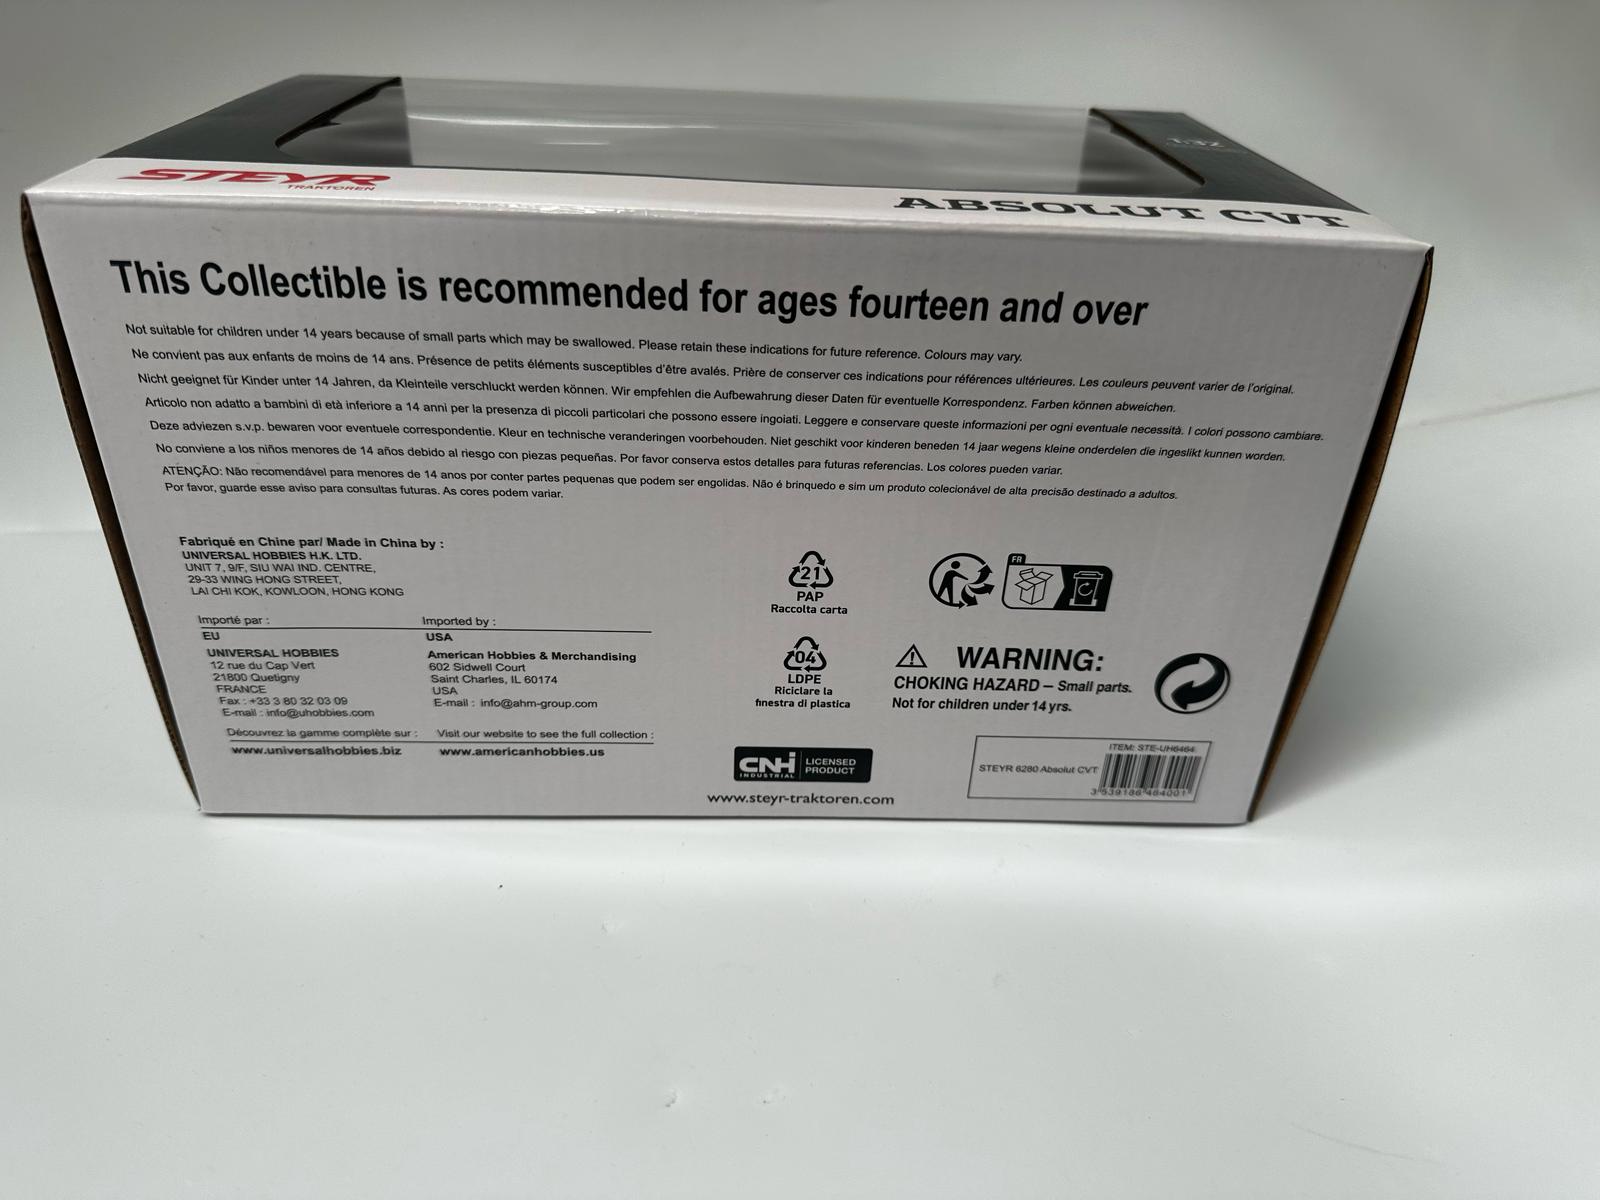 1:32
STEYR
TRAKTOREN
ABSOLUT CVT
This Collectible is recommended for ages fourteen and over
Not suitable for children under 14 years because of small parts which may be swallowed. Please retain these indications for future reference. Colours may vary.
Ne convient pas aux enfants de moins de 14 ans. Présence de petits éléments susceptibles d'être avalés. Prière de conserver ces indications pour références ultérieures. Les couleurs peuvent varier de l'original.
Nicht geeignet für Kinder unter 14 Jahren, da Kleinteile verschluckt werden können. Wir empfehlen die Aufbewahrung dieser Daten für eventuelle Korrespondenz. Farben können abweichen.
Articolo non adatto a bambini di età inferiore a 14 anni per la presenza di piccoli particolari che possono essere ingoiati. Leggere e conservare queste informazioni per ogni eventuale necessità. I colori possono cambiare.
Deze adviezen s.v.p. bewaren voor eventuele correspondentie. Kleur en technische veranderingen voorbehouden. Niet geschikt voor kinderen beneden 14 jaar wegens kleine onderdelen die ingeslikt kunnen worden.
No conviene a los niños menores de 14 años debido al riesgo con piezas pequeñas. Por favor conserva estos detalles para futuras referencias. Los colores pueden variar.
ATENÇÃO: Não recomendável para menores de 14 anos por conter partes pequenas que podem ser engolidas. Não é brinquedo e sim um produto colecionável de alta precisão destinado a adultos.
Por favor, guarde esse aviso para consultas futuras. As cores podem variar.
Fabriqué en Chine par/ Made in China by :
UNIVERSAL HOBBIES H.K. LTD.
UNIT 7, 9/F, SIU WAI IND. CENTRE,
29-33 WING HONG STREET,
LAI CHI KOK, KOWLOON, HONG KONG
Importé par :
EU
UNIVERSAL HOBBIES
12 rue du Cap Vert
21800 Quetigny
FRANCE
Fax : +33 3 80 32 03 09
E-mail : info@uhobbies.com
Découvrez la gamme complète sur :
www.universalhobbies.biz
Imported by :
USA
American Hobbies & Merchandising
602 Sidwell Court
Saint Charles, IL 60174
USA
E-mail : info@ahm-group.com
Visit our website to see the full collection :
www.americanhobbies.us
21
PAP
Raccolta carta
04
LDPE
Riciclare la
finestra di plastica
FR
WARNING:
CHOKING HAZARD – Small parts.
Not for children under 14 yrs.
CNH
INDUSTRIAL
LICENSED
PRODUCT
www.steyr-traktoren.com
ITEM: STE-UH6464
STEYR 6280 Absolut CVT
3 539186 464001